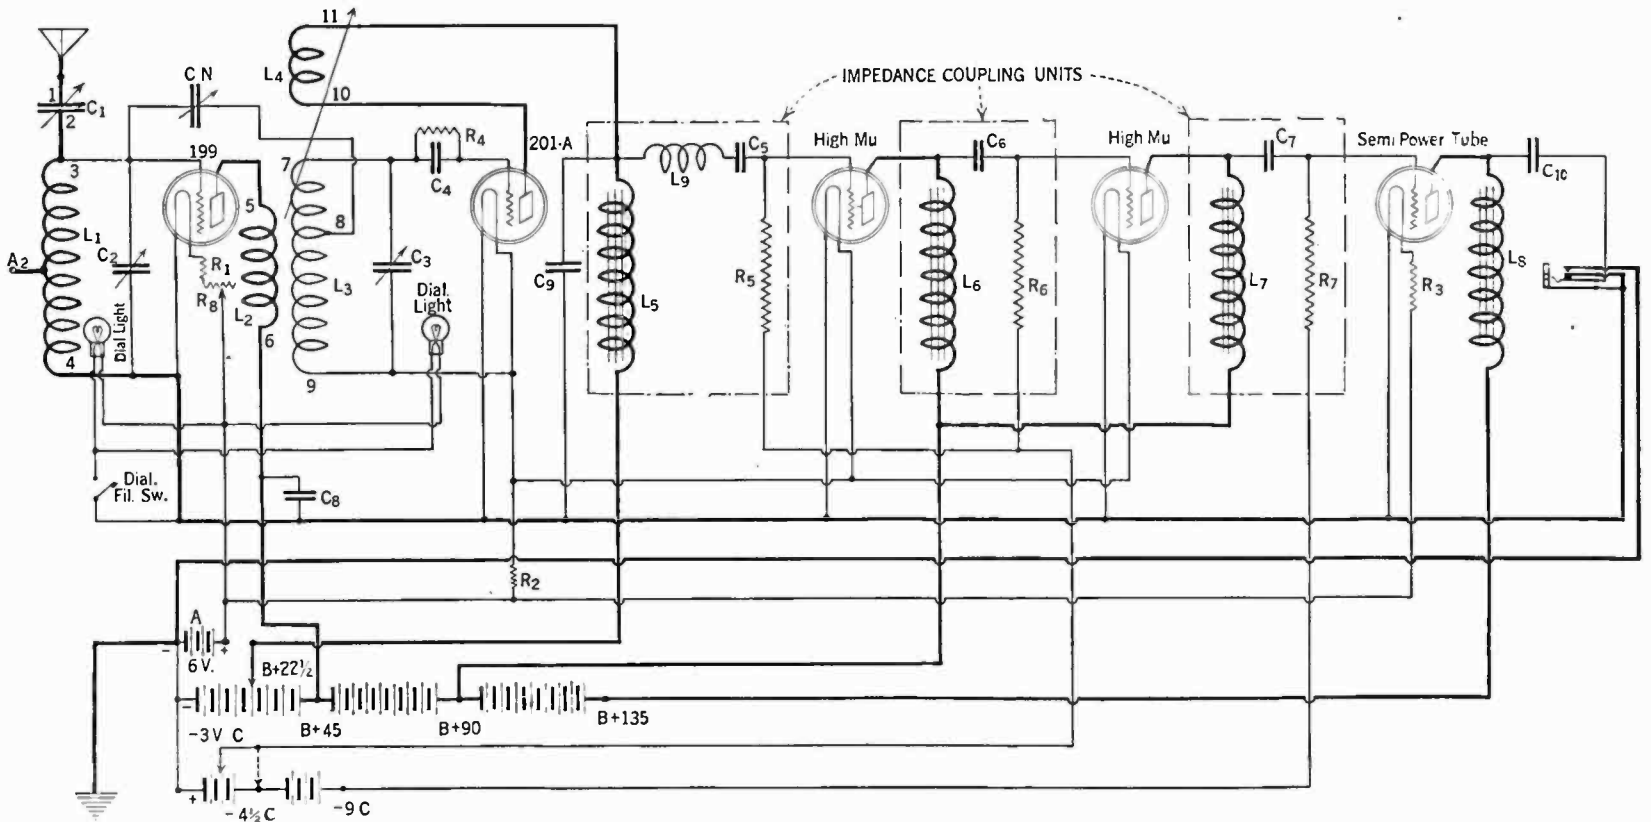 11
C N
L4
10
IMPEDANCE COUPLING UNITS
1
C1
2
R4
201-A
High Mu
C6
High Mu
C7
Semi Power Tube
3
199
7
C4
C5
L9
C10
5
8
A2
L1
C2
R1
R8
L2
L3
C3
C9
L5
R5
L6
R6
L7
R7
R3
L8
Dial Light
Dial Light
4
6
9
Dial.
Fil. Sw.
C8
R2
A
- +
6 V.
B+22½
-
B+45
B+90
B+135
-3V C
+
-4½C
-9 C